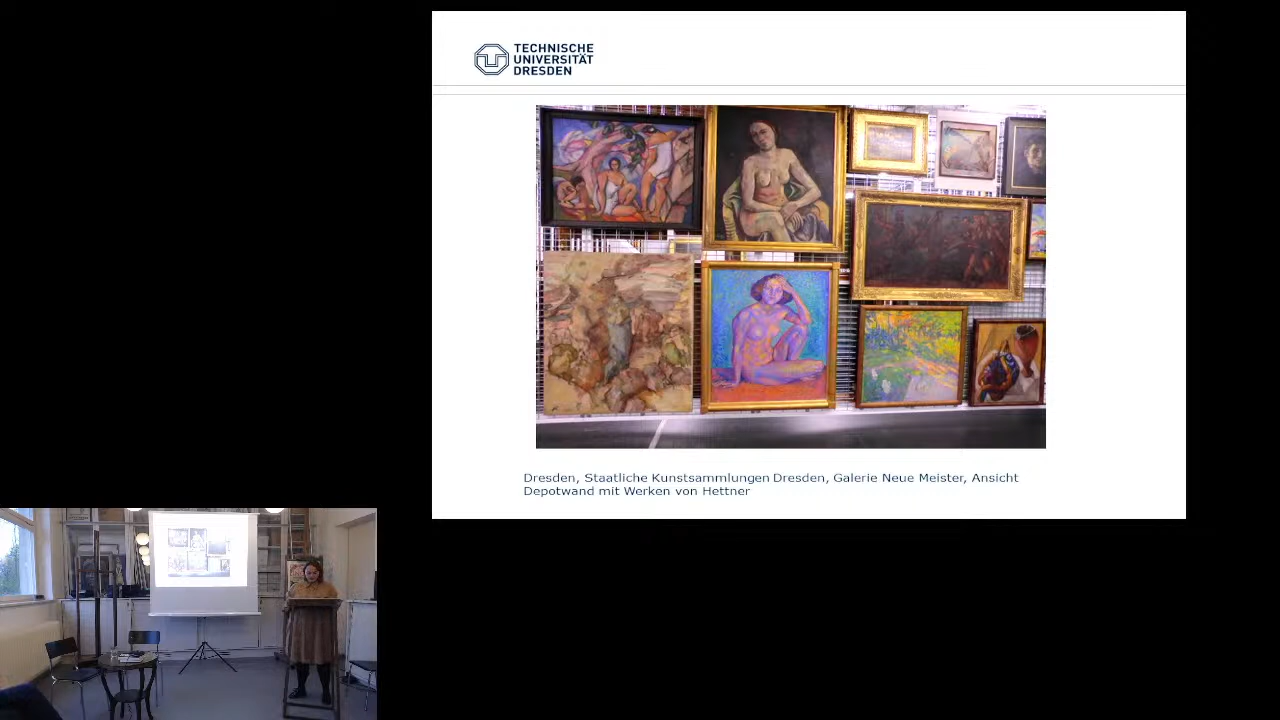 TECHNISCHE
UNIVERSITÄT
DRESDEN
Dresden, Staatliche Kunstsammlungen Dresden, Galerie Neue Meister, Ansicht
Depotwand mit Werken von Hettner